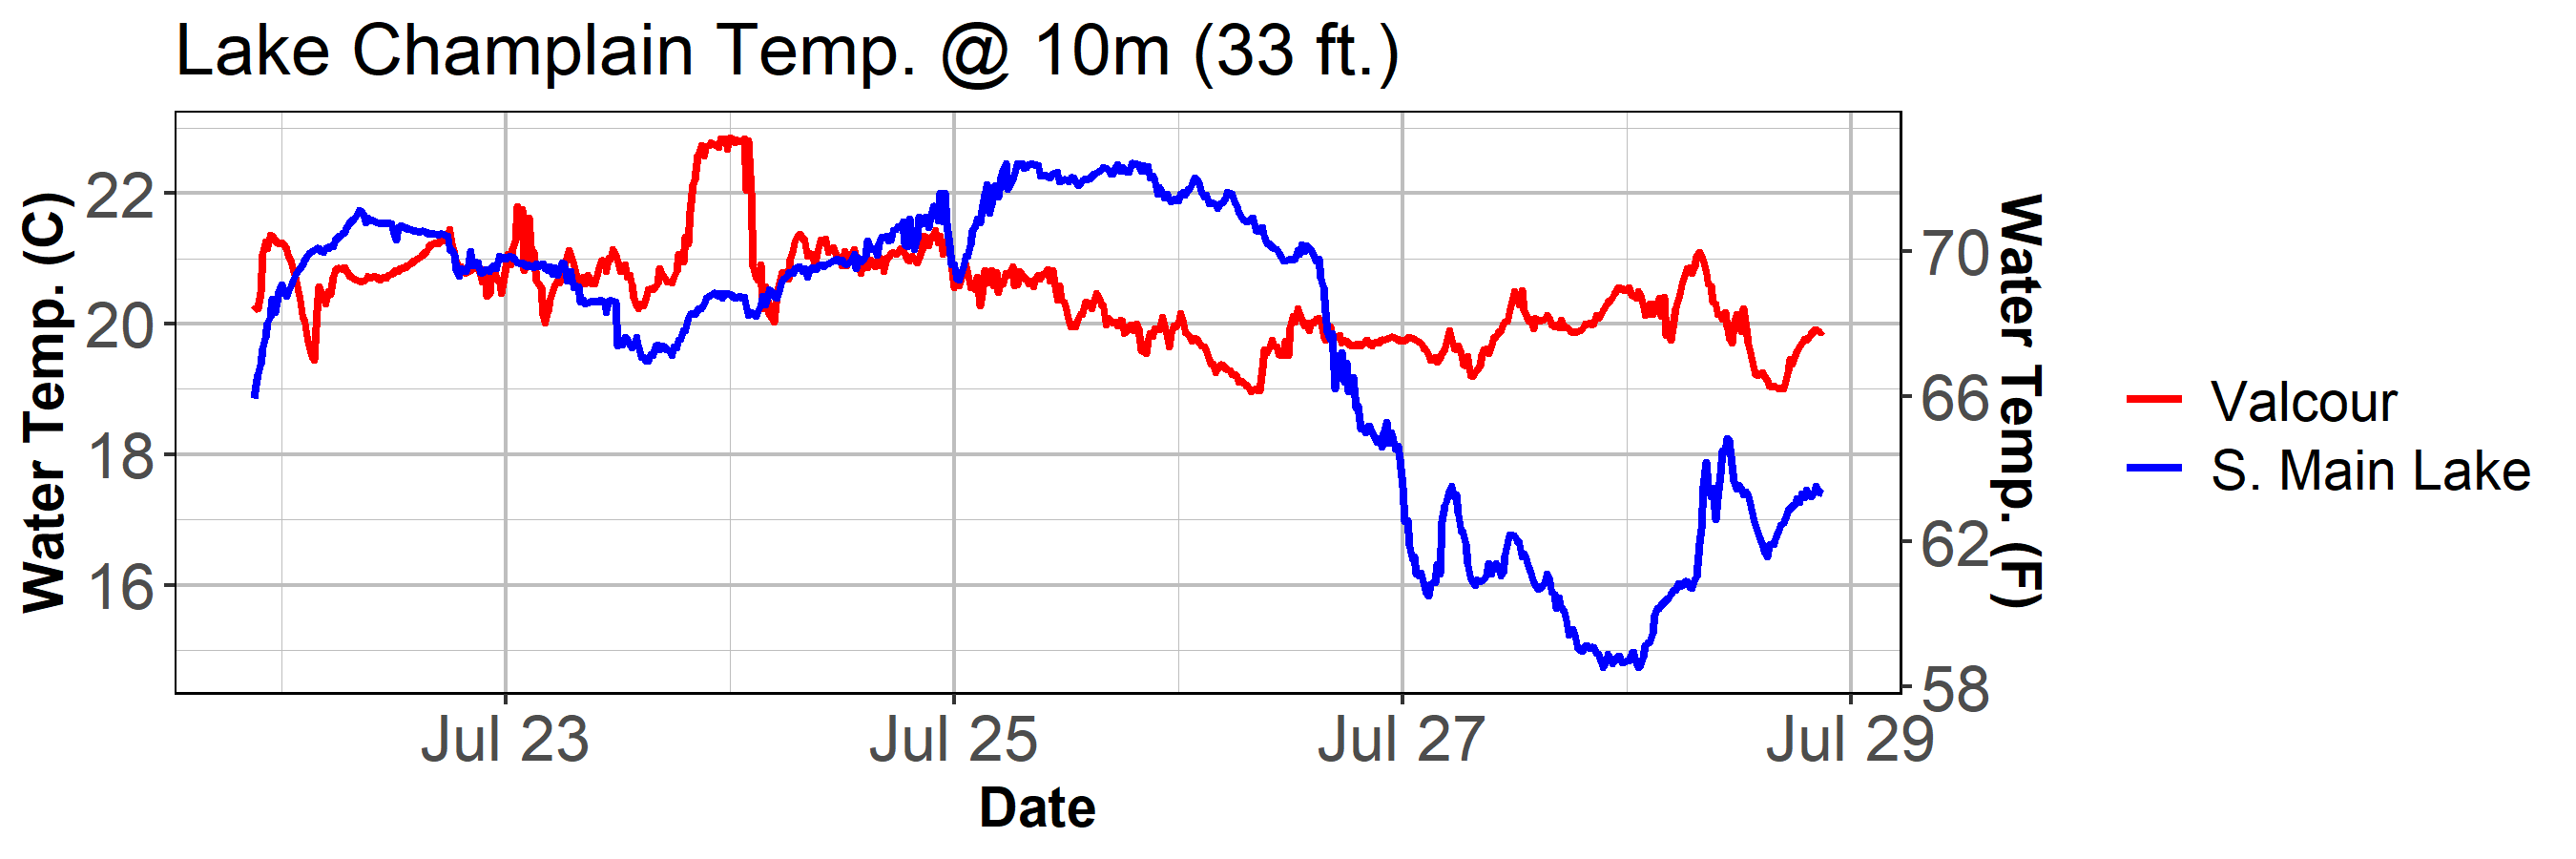 Lake Champlain Temp. @ 10m (33 ft.)
Water Temp. (C)
22
20
18
16
70
66
62
58
Water Temp. (F)
Jul 23
Jul 25
Jul 27
Jul 29
Date
Valcour
S. Main Lake